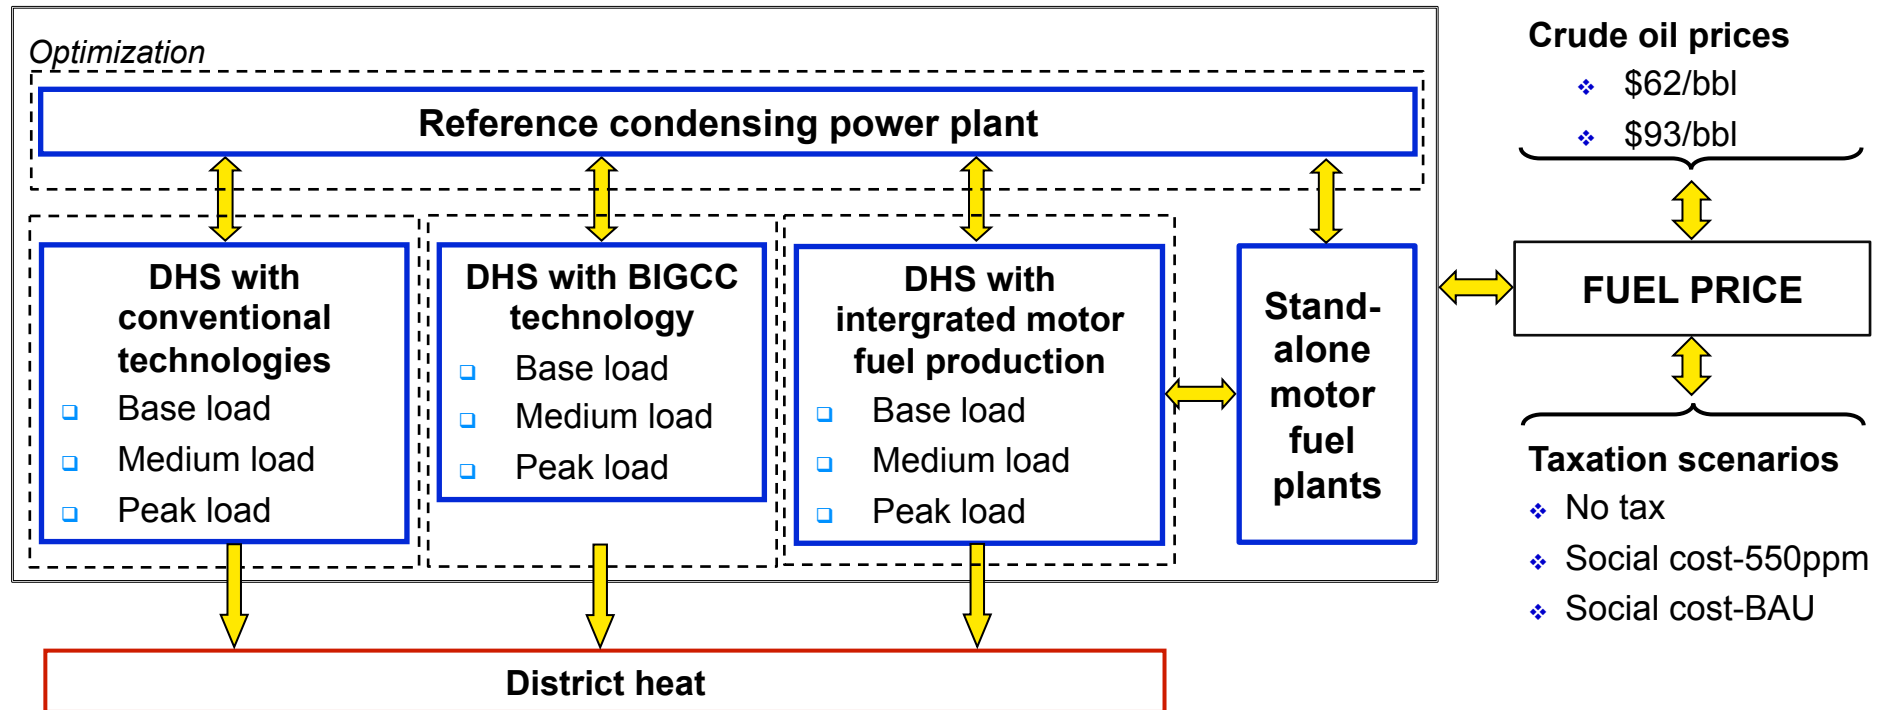 Optimization
Reference condensing power plant
DHS with
conventional
technologies
Base load
Medium load
Peak load
DHS with BIGCC
technology
Base load
Medium load
Peak load
DHS with
intergrated motor
fuel production
Base load
Medium load
Peak load
Stand-
alone
motor
fuel
plants
District heat
Crude oil prices
$62/bbl
$93/bbl
FUEL PRICE
Taxation scenarios
No tax
Social cost-550ppm
Social cost-BAU